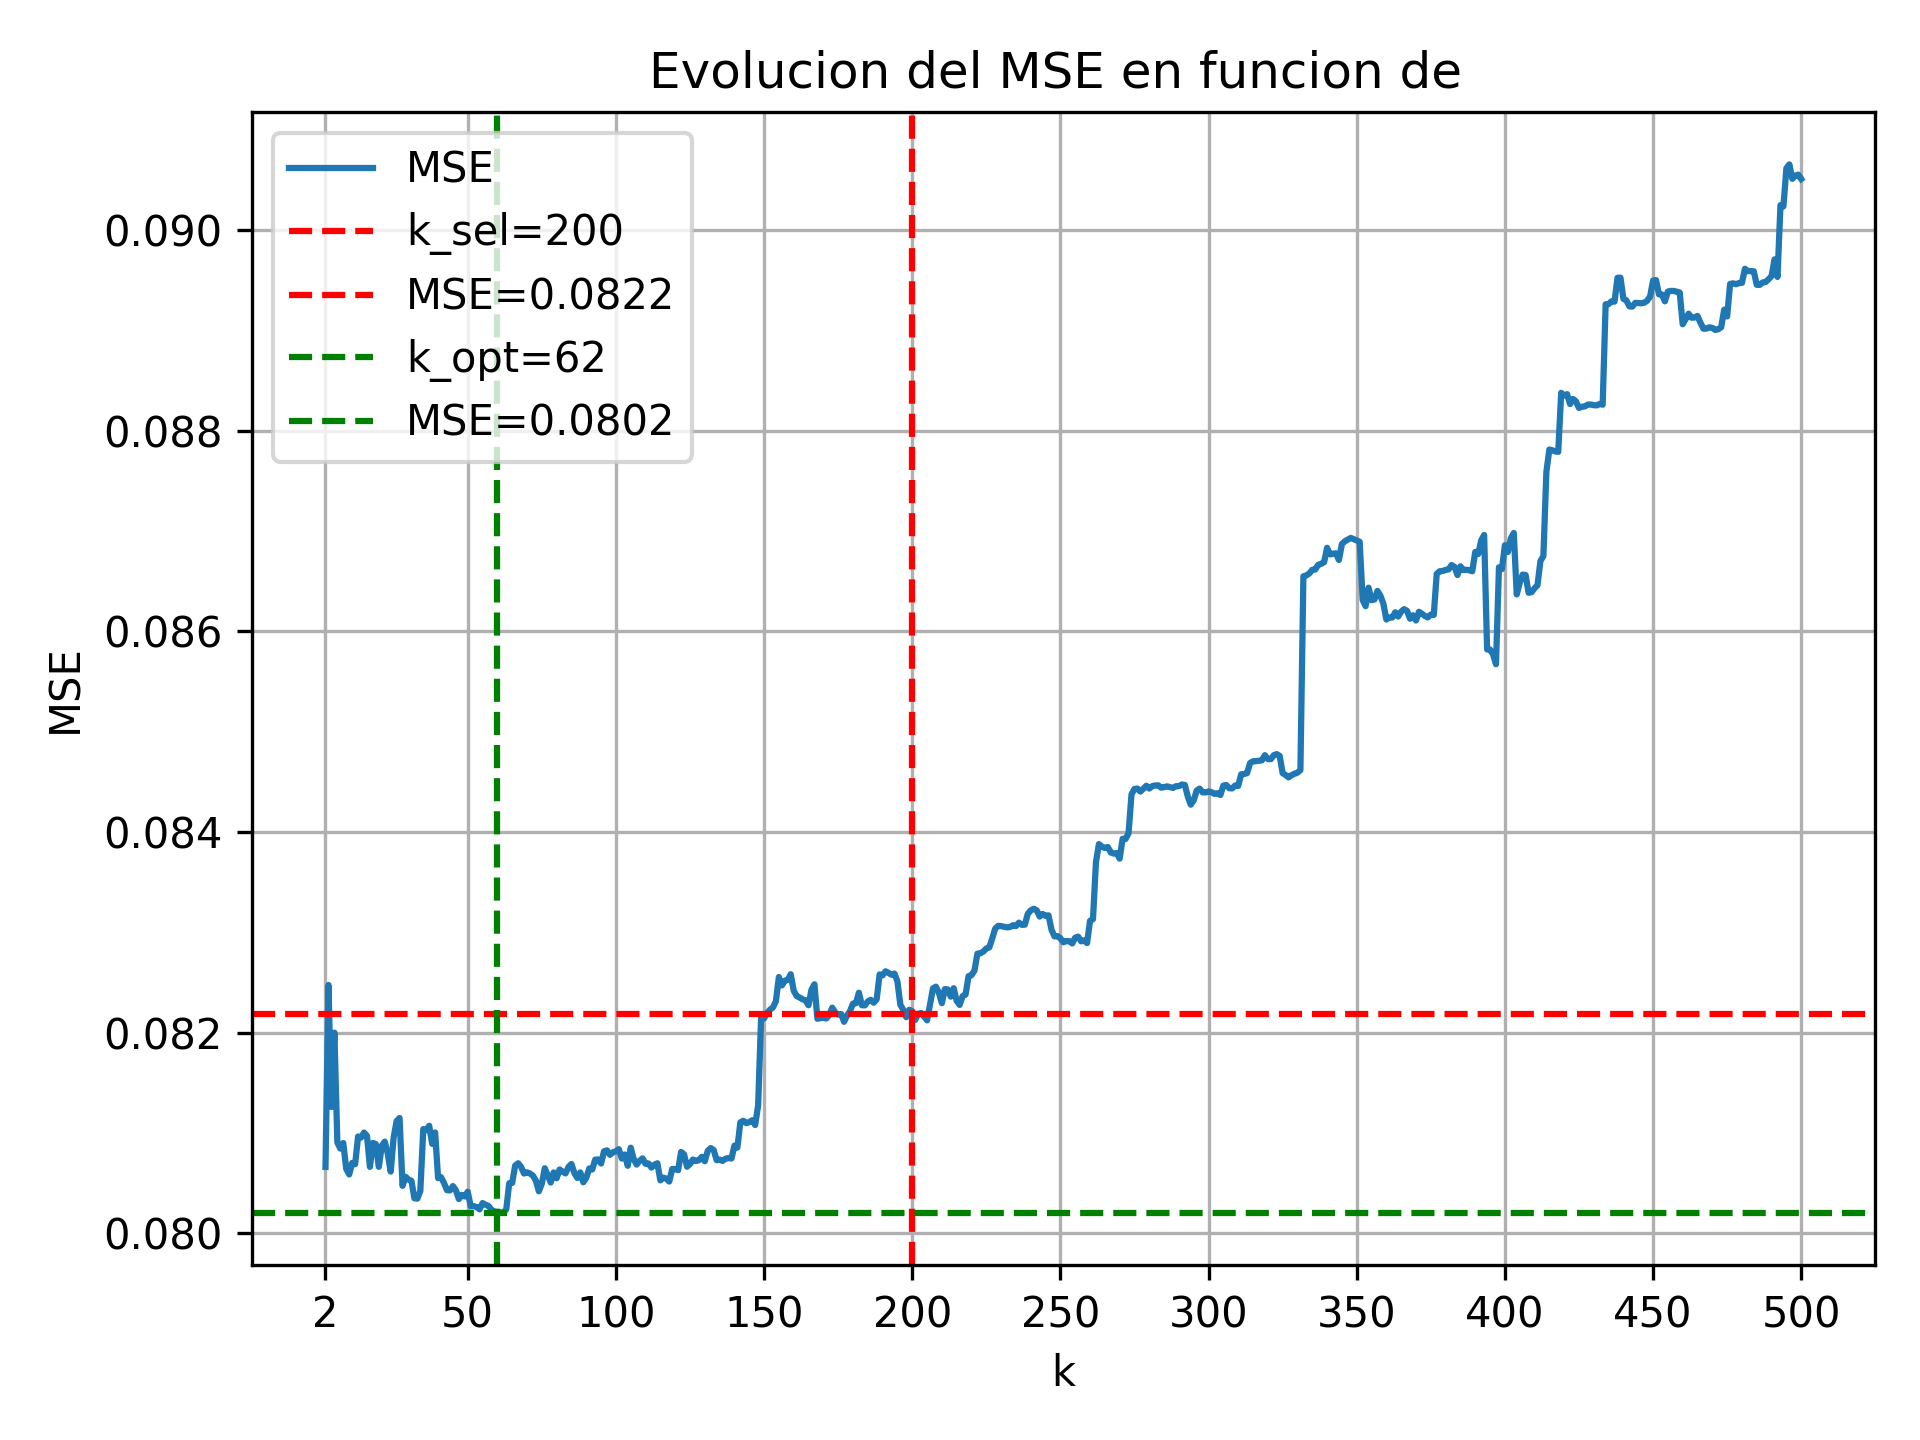 Evolucion del MSE en funcion de
MSE
k_sel=200
MSE=0.0822
k_opt=62
MSE=0.0802
0.090
0.088
0.086
0.084
0.082
0.080
MSE
2 50 100 150 200 250 300 350 400 450 500
k